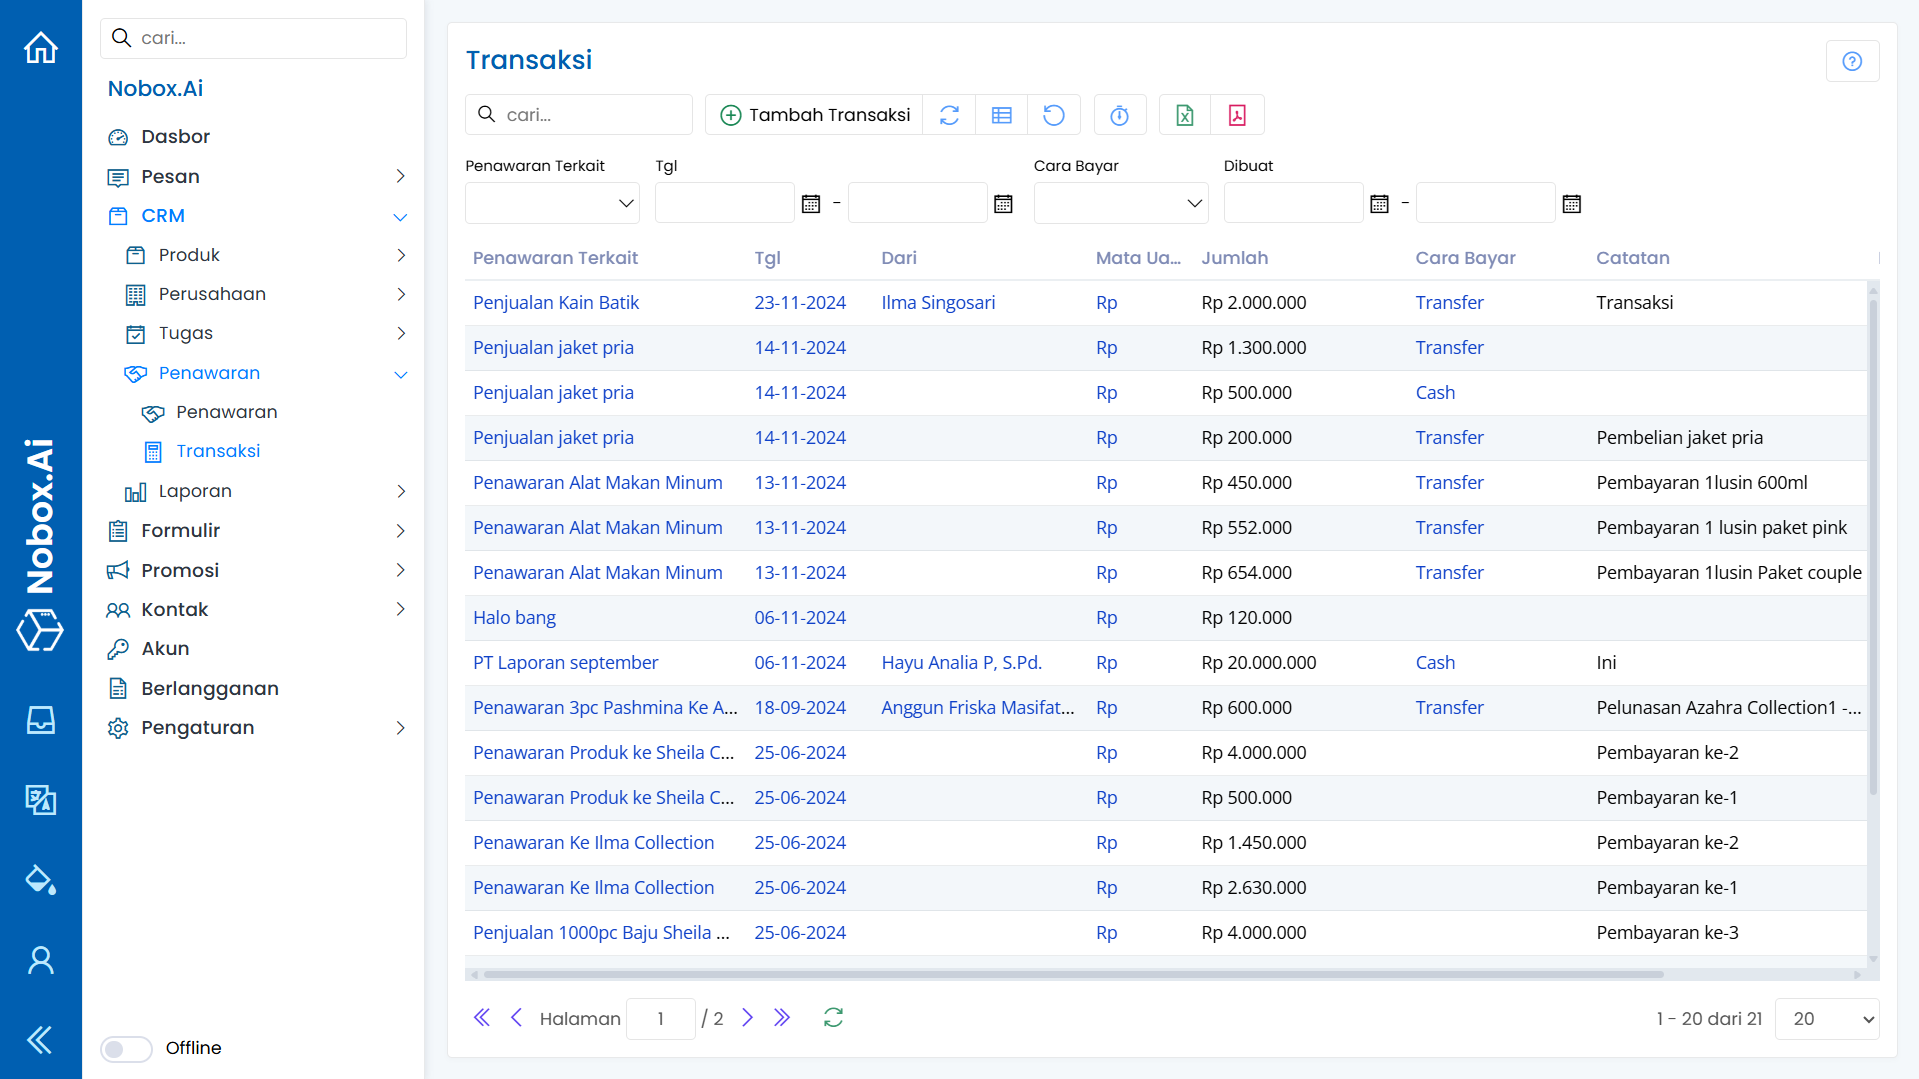 cari...
Nobox.Ai
Dasbor
Pesan
CRM
Produk
Perusahaan
Tugas
Penawaran
Penawaran
Transaksi
Laporan
Formulir
Promosi
Kontak
Akun
Berlangganan
Pengaturan
Offline
Nobox.Ai
Transaksi
cari...
Tambah Transaksi
Penawaran Terkait Tgl Cara Bayar Dibuat
- -
Penawaran Terkait Tgl Dari Mata Ua... Jumlah Cara Bayar Catatan
Penjualan Kain Batik 23-11-2024 Ilma Singosari Rp Rp 2.000.000 Transfer Transaksi
Penjualan jaket pria 14-11-2024 Rp Rp 1.300.000 Transfer
Penjualan jaket pria 14-11-2024 Rp Rp 500.000 Cash
Penjualan jaket pria 14-11-2024 Rp Rp 200.000 Transfer Pembelian jaket pria
Penawaran Alat Makan Minum 13-11-2024 Rp Rp 450.000 Transfer Pembayaran 1lusin 600ml
Penawaran Alat Makan Minum 13-11-2024 Rp Rp 552.000 Transfer Pembayaran 1 lusin paket pink
Penawaran Alat Makan Minum 13-11-2024 Rp Rp 654.000 Transfer Pembayaran 1lusin Paket couple
Halo bang 06-11-2024 Rp Rp 120.000
PT Laporan september 06-11-2024 Hayu Analia P, S.Pd. Rp Rp 20.000.000 Cash Ini
Penawaran 3pc Pashmina Ke A... 18-09-2024 Anggun Friska Masifat... Rp Rp 600.000 Transfer Pelunasan Azahra Collection1 -...
Penawaran Produk ke Sheila C... 25-06-2024 Rp Rp 4.000.000 Pembayaran ke-2
Penawaran Produk ke Sheila C... 25-06-2024 Rp Rp 500.000 Pembayaran ke-1
Penawaran Ke Ilma Collection 25-06-2024 Rp Rp 1.450.000 Pembayaran ke-2
Penawaran Ke Ilma Collection 25-06-2024 Rp Rp 2.630.000 Pembayaran ke-1
Penjualan 1000pc Baju Sheila ... 25-06-2024 Rp Rp 4.000.000 Pembayaran ke-3
Halaman 1 / 2 1 - 20 dari 21 20